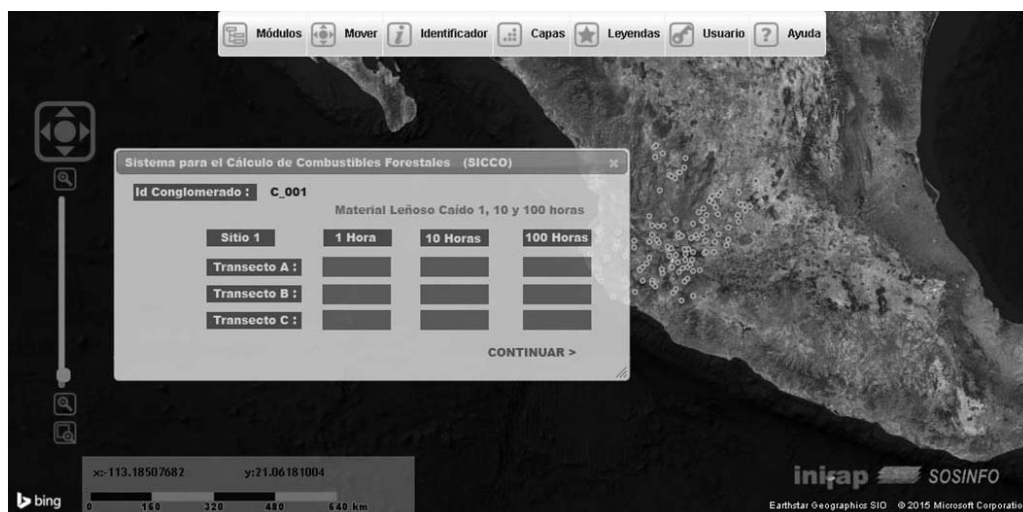 Módulos Mover Identificador Capas Leyendas Usuario Ayuda
Sistema para el Cálculo de Combustibles Forestales (SICCO)
Id Conglomerado : C_001
Material Leñoso Caído 1, 10 y 100 horas
Sitio 1 1 Hora 10 Horas 100 Horas
Transecto A :
Transecto B :
Transecto C :
CONTINUAR >
x:-113.18507682 y:21.06181004
0 160 320 480 640 km
bing
inifap SOSINFO
Earthstar Geographics SIO © 2015 Microsoft Corporatio